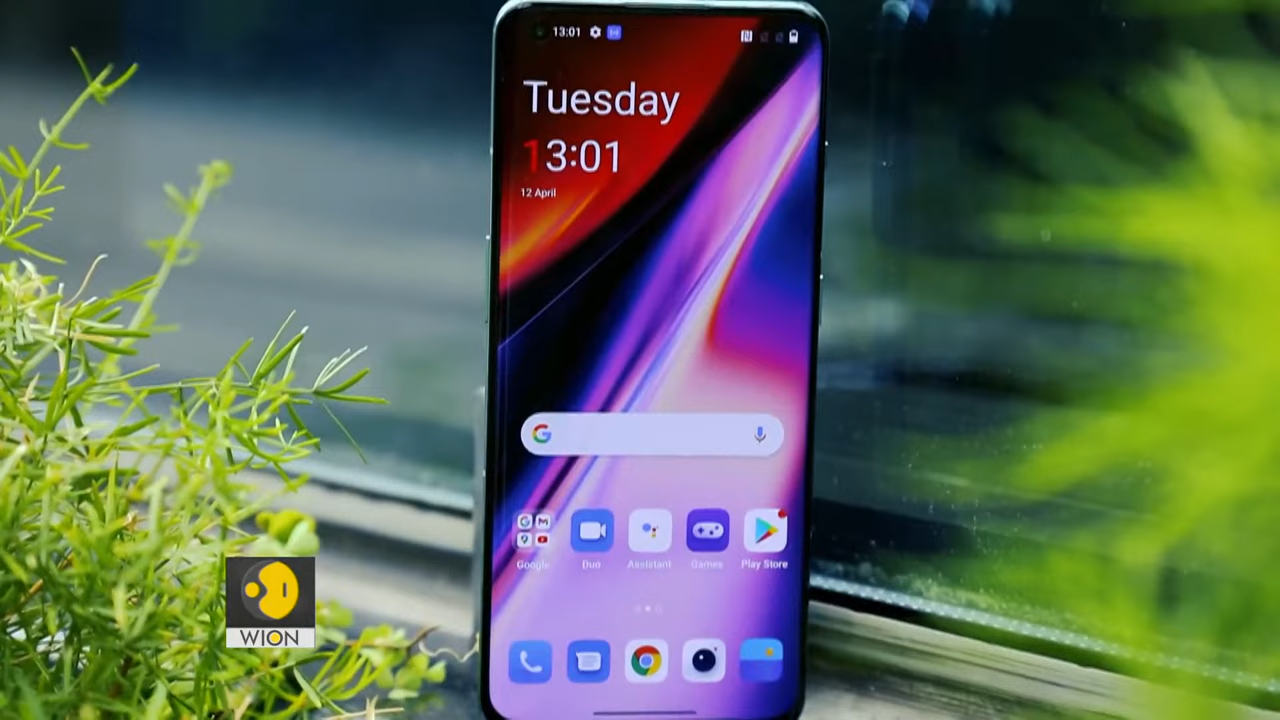 13:01
Tuesday
13:01
12 April
Google
Duo
Assistant
Games
Play Store
WION